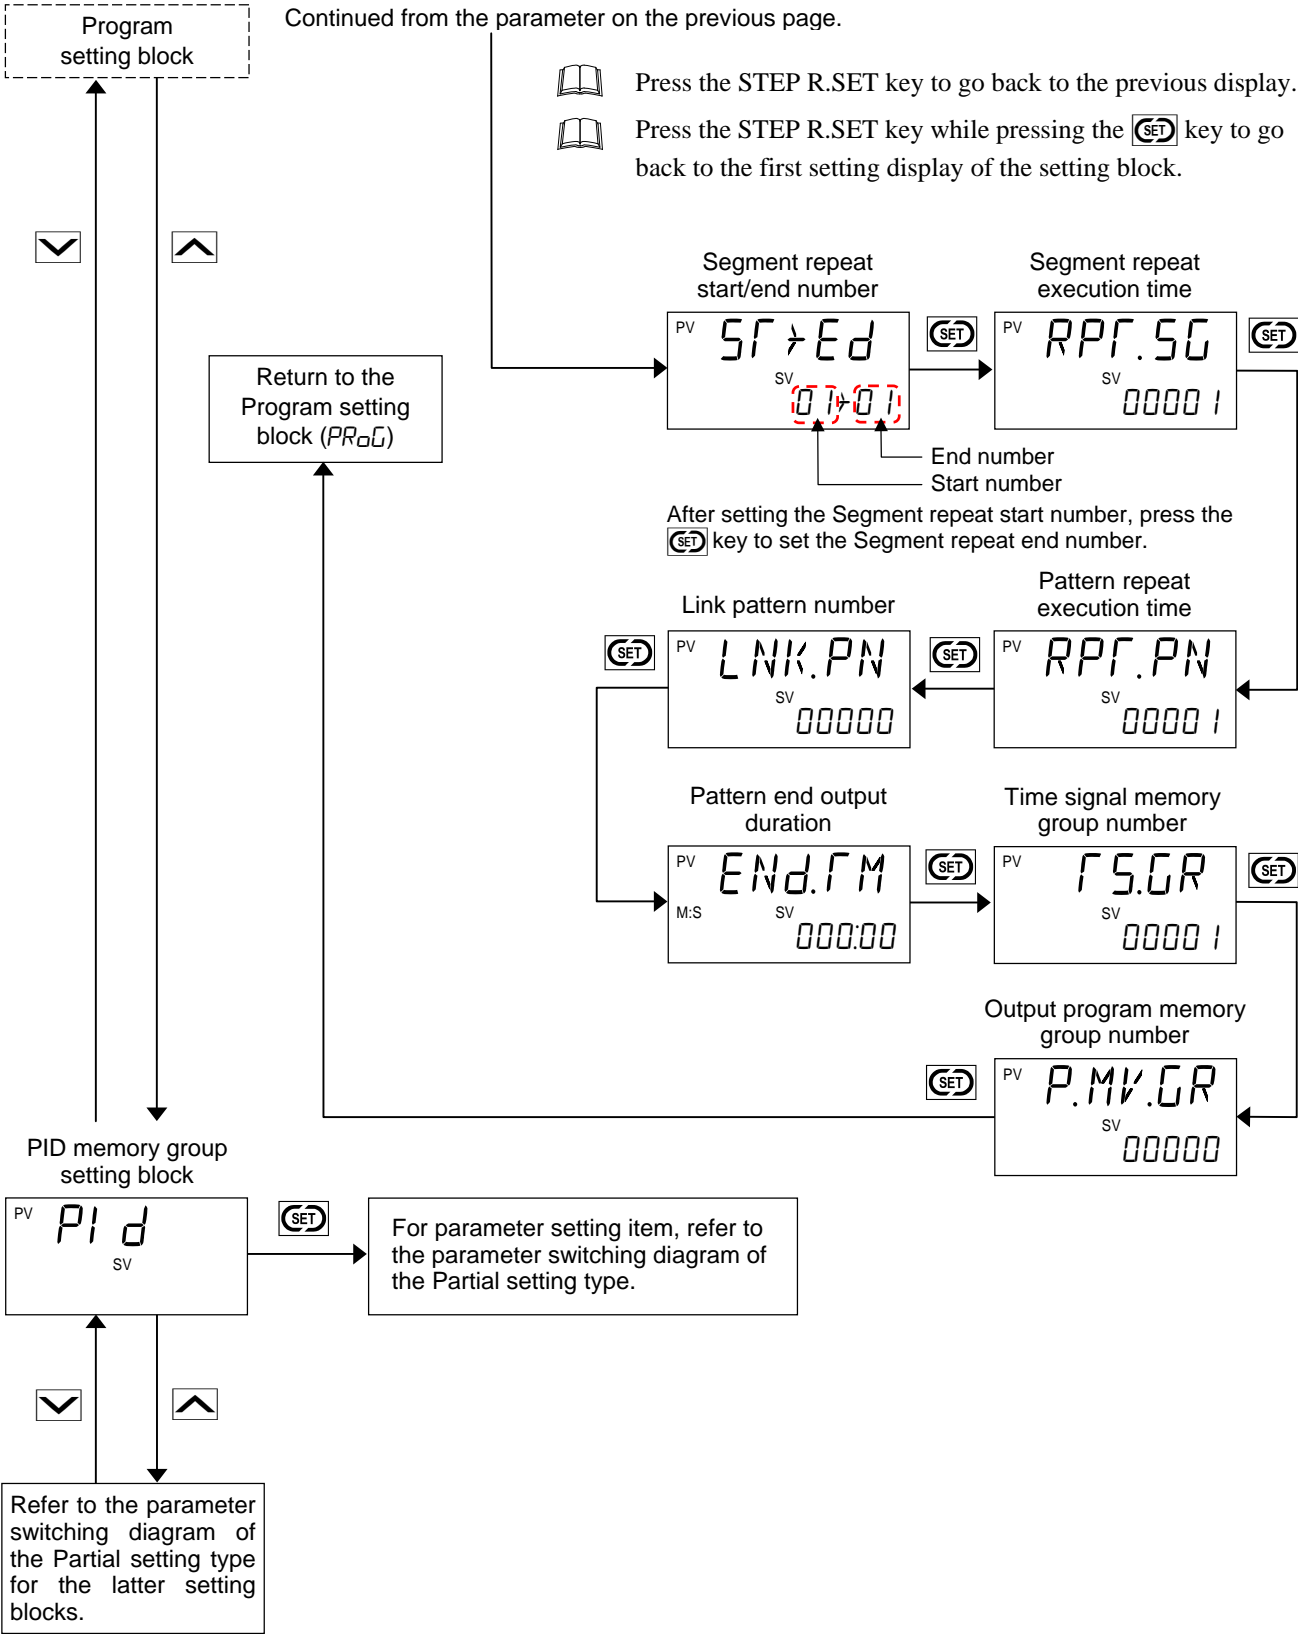 Program
setting block
Continued from the parameter on the previous page.
Press the STEP R.SET key to go back to the previous display.
Press the STEP R.SET key while pressing the SET key to go
back to the first setting display of the setting block.
Segment repeat
start/end number
PV ST>Ed
SV
01>01
SET
Segment repeat
execution time
PV RPT.SG
SV
00001
SET
End number
Start number
After setting the Segment repeat start number, press the
SET key to set the Segment repeat end number.
Return to the
Program setting
block (PRoG)
Pattern repeat
execution time
PV RPT.PN
SV
00001
SET
Link pattern number
PV LNK.PN
SV
00000
SET
Pattern end output
duration
PV ENd.TM
M:S SV
000:00
SET
Time signal memory
group number
PV TS.GR
SV
00001
SET
Output program memory
group number
PV P.MV.GR
SV
00000
SET
PID memory group
setting block
PV PId
SV
SET
For parameter setting item, refer to
the parameter switching diagram of
the Partial setting type.
Refer to the parameter
switching diagram of
the Partial setting type
for the latter setting
blocks.